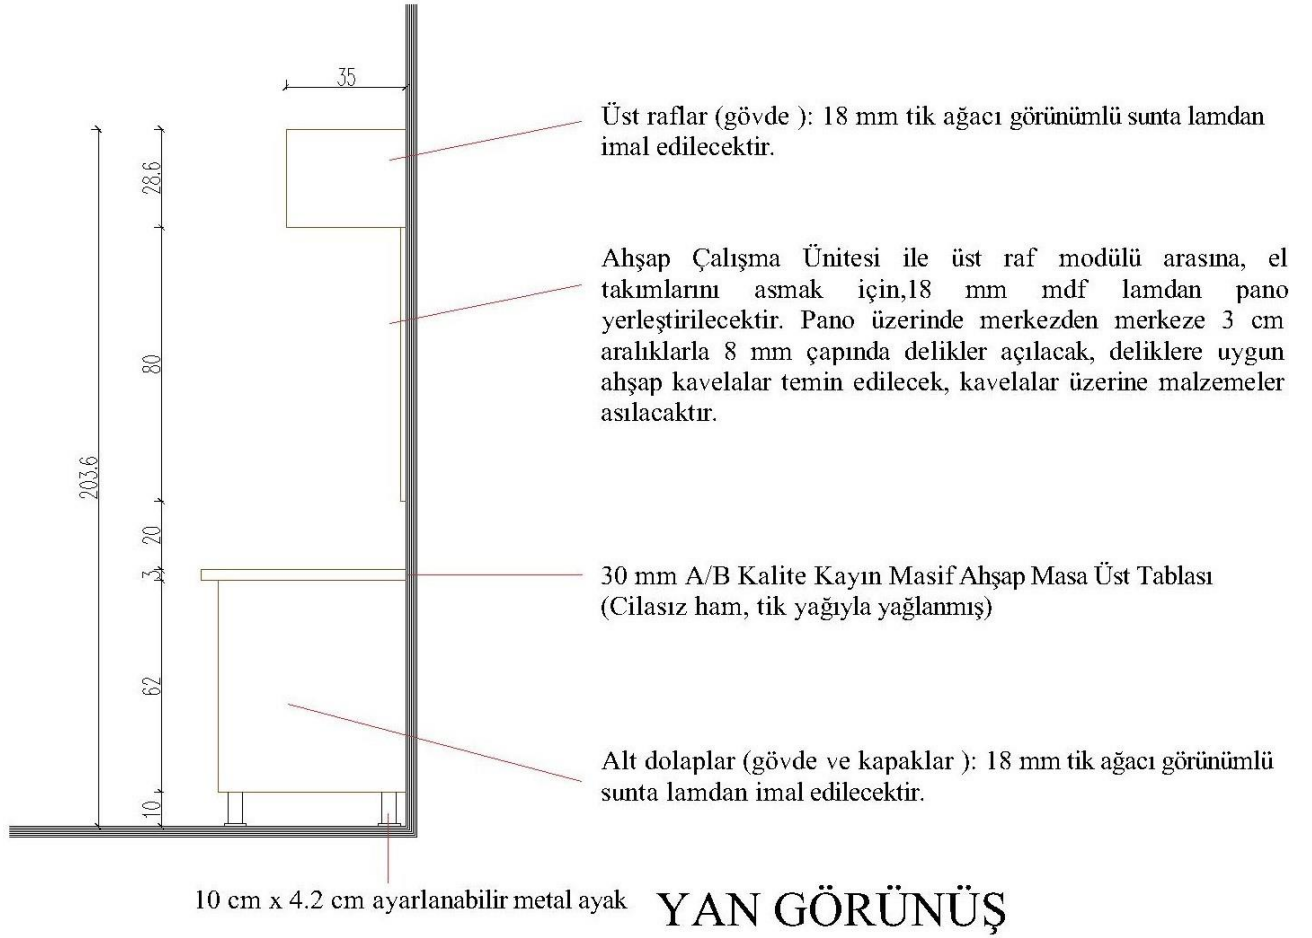 35
Üst raflar (gövde ): 18 mm tik ağacı görünümlü sunta lamdan
imal edilecektir.
28.6
Ahşap Çalışma Ünitesi ile üst raf modülü arasına, el
takımlarını asmak için,18 mm mdf lamdan pano
yerleştirilecektir. Pano üzerinde merkezden merkeze 3 cm
aralıklarla 8 mm çapında delikler açılacak, deliklere uygun
ahşap kavelalar temin edilecek, kavelalar üzerine malzemeler
asılacaktır.
80
203.6
20
3
30 mm A/B Kalite Kayın Masif Ahşap Masa Üst Tablası
(Cilasız ham, tik yağıyla yağlanmış)
62
Alt dolaplar (gövde ve kapaklar ): 18 mm tik ağacı görünümlü
sunta lamdan imal edilecektir.
10
10 cm x 4.2 cm ayarlanabilir metal ayak
YAN GÖRÜNÜŞ